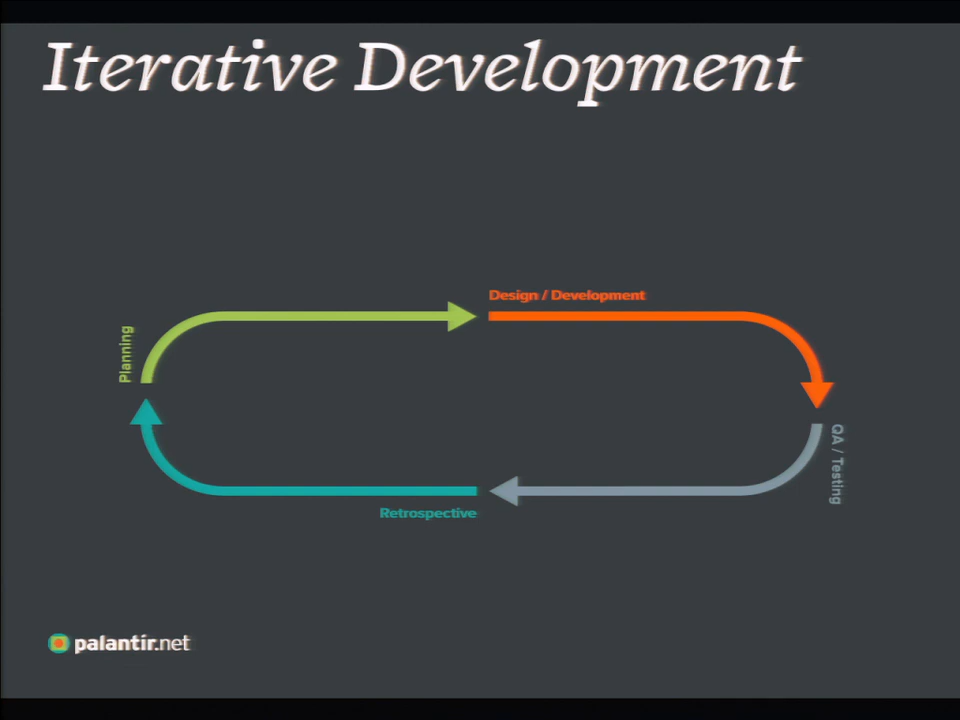 Iterative Development
Design / Development
Planning
QA / Testing
Retrospective
palantir.net